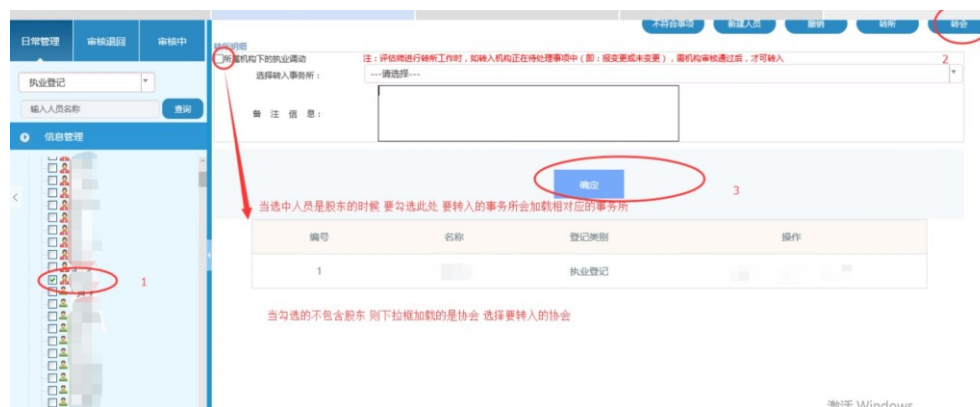 不符合事项 新建人员 撤销 转所 转会
日常管理 审核退回 审核中
转所明细
所属机构下的执业调动 注：评估师进行转所工作时，如转入机构正在待处理事项中（即：报变更或未变更），需机构审核通过后，才可转入 2
执业登记 选择转入事务所： ---请选择---
输入人员名称 查询
备 注 信 息：
信息管理
确定 3
当选中人员是股东的时候 要勾选此处 要转入的事务所会加载相对应的事务所
编号 名称 登记类别 操作
1 执业登记
1
当勾选的不包含股东 则下拉框加载的是协会 选择要转入的协会
激活 Windows